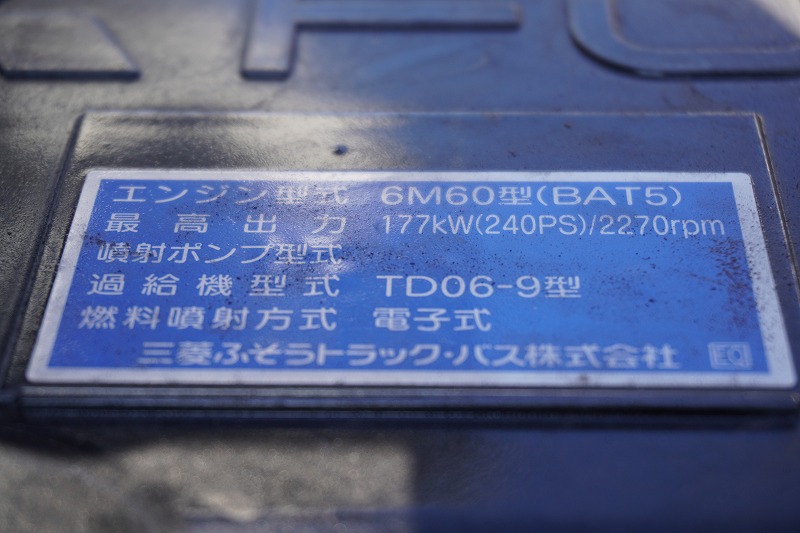 エンジン型式 6M60型(BAT5)
最高出力 177kW(240PS)/2270rpm
噴射ポンプ型式
過給機型式 TD06-9型
燃料噴射方式 電子式
三菱ふそうトラック・バス株式会社